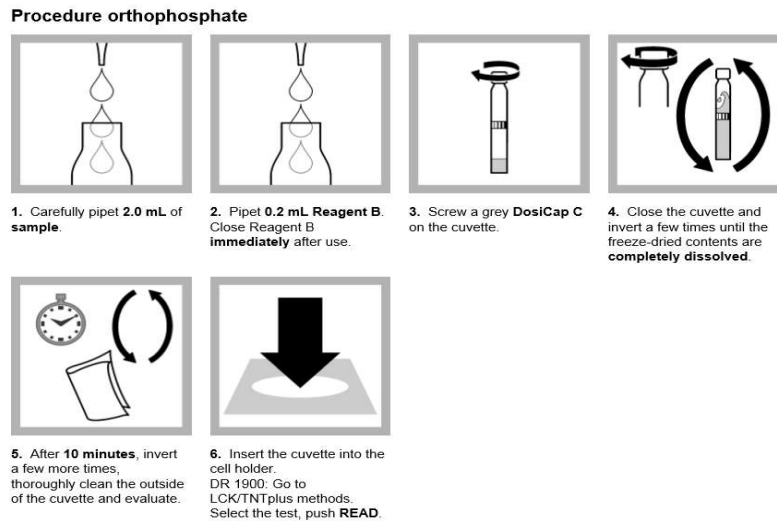 Procedure orthophosphate
1. Carefully pipet 2.0 mL of
sample.
2. Pipet 0.2 mL Reagent B.
Close Reagent B
immediately after use.
3. Screw a grey DosiCap C
on the cuvette.
4. Close the cuvette and
invert a few times until the
freeze-dried contents are
completely dissolved.
5. After 10 minutes, invert
a few more times,
thoroughly clean the outside
of the cuvette and evaluate.
6. Insert the cuvette into the
cell holder.
DR 1900: Go to
LCK/TNTplus methods.
Select the test, push READ.